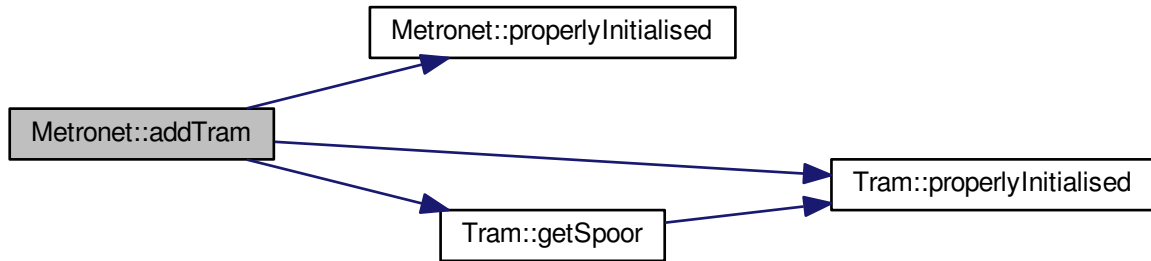 Metronet::properlyInitialised
Metronet::addTram
Tram::properlyInitialised
Tram::getSpoor